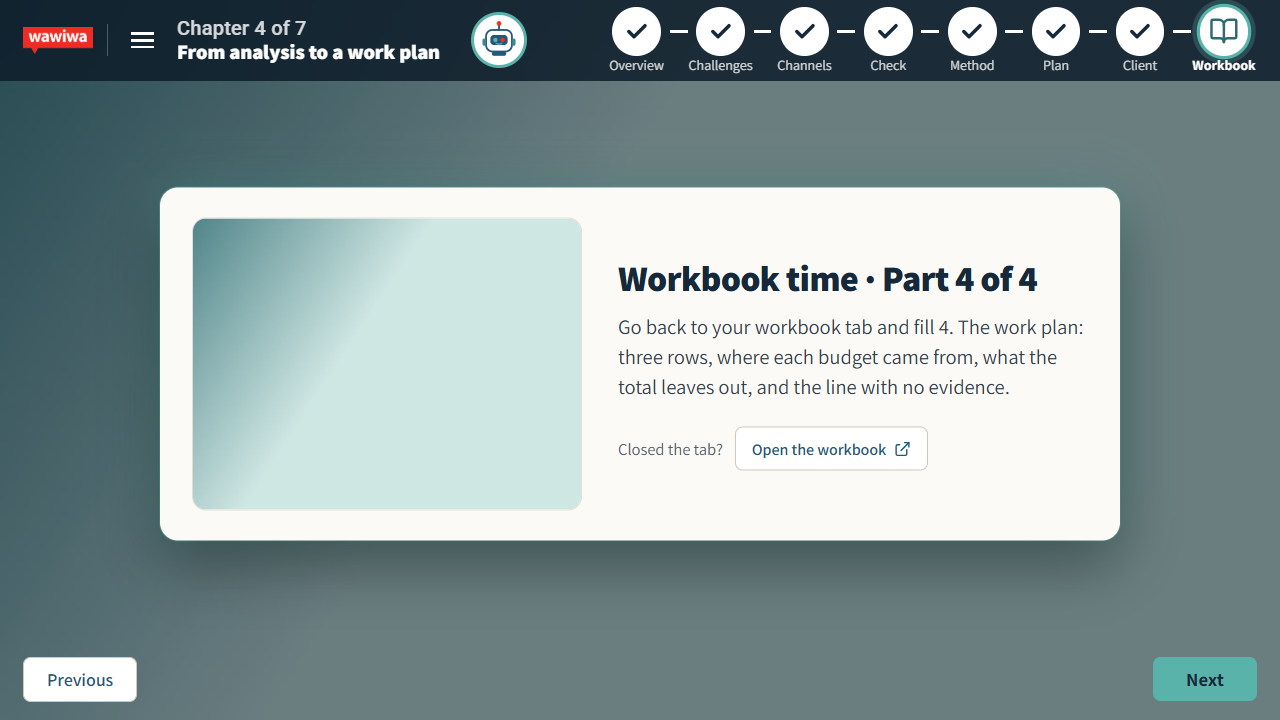 wawiwa
Chapter 4 of 7
From analysis to a work plan
Overview
Challenges
Channels
Check
Method
Plan
Client
Workbook
Workbook time • Part 4 of 4
Go back to your workbook tab and fill 4. The work plan:
three rows, where each budget came from, what the
total leaves out, and the line with no evidence.
Closed the tab?
Open the workbook
Previous
Next